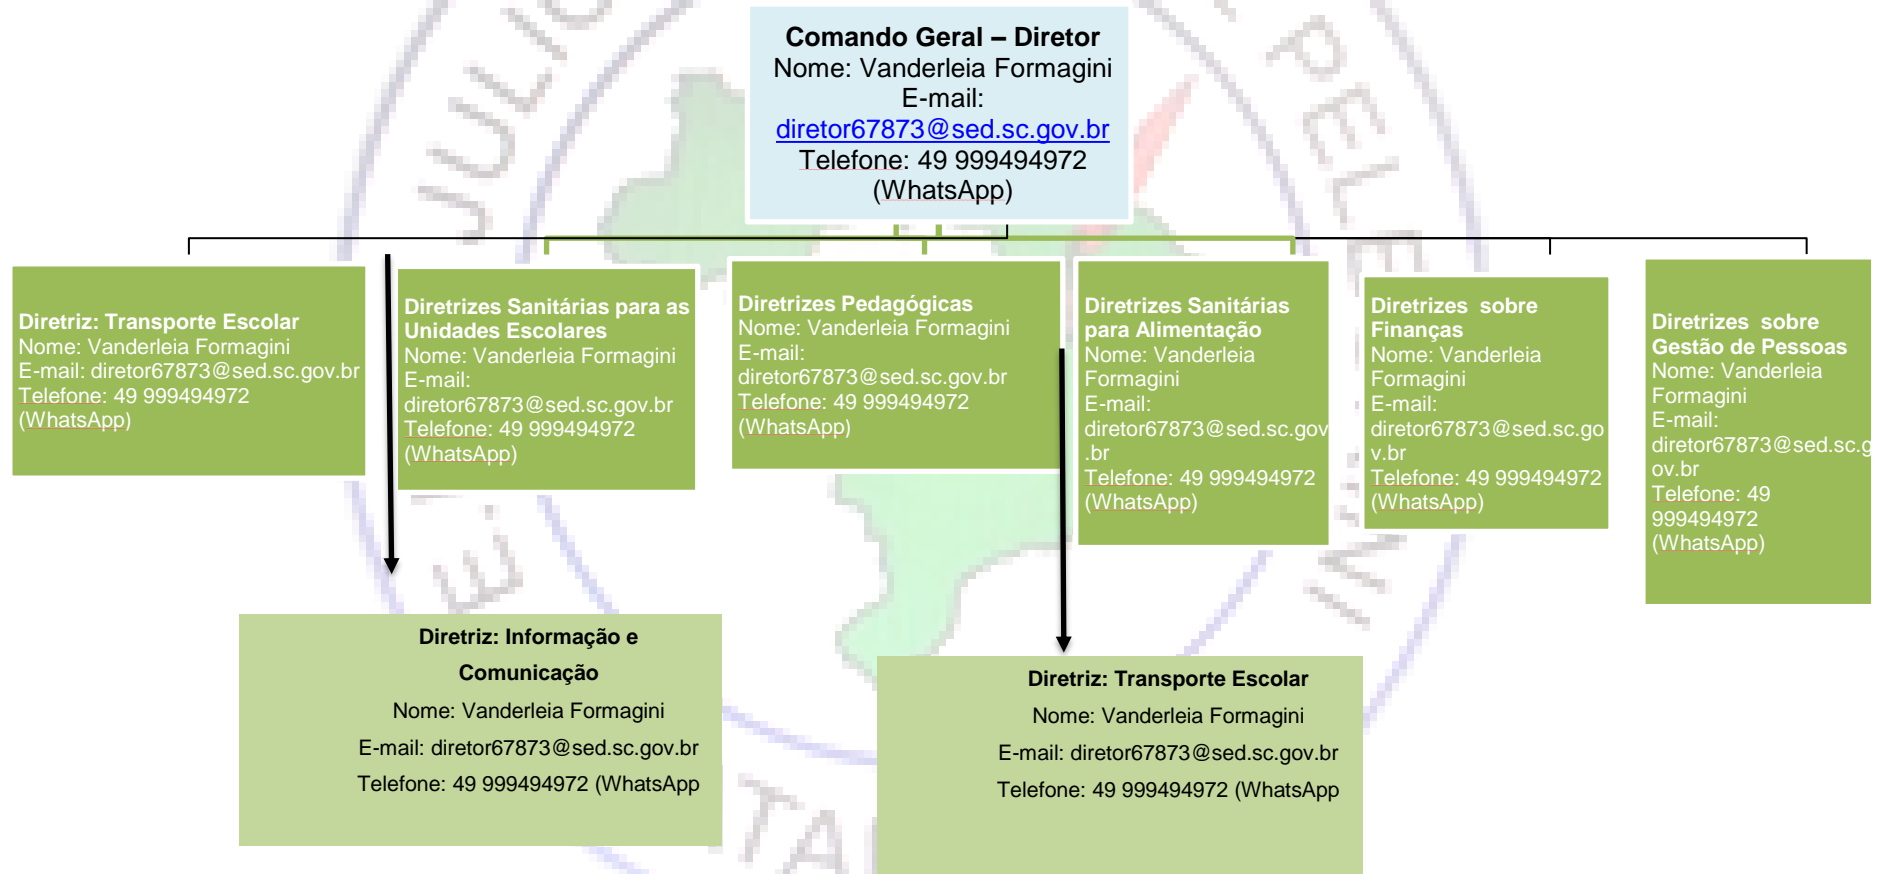 Comando Geral – Diretor
Nome: Vanderleia Formagini
E-mail:
diretor67873@sed.sc.gov.br
Telefone: 49 999494972
(WhatsApp)
Diretriz: Transporte Escolar
Nome: Vanderleia Formagini
E-mail: diretor67873@sed.sc.gov.br
Telefone: 49 999494972
(WhatsApp)
Diretrizes Sanitárias para as
Unidades Escolares
Nome: Vanderleia Formagini
E-mail:
diretor67873@sed.sc.gov.br
Telefone: 49 999494972
(WhatsApp)
Diretrizes Pedagógicas
Nome: Vanderleia Formagini
E-mail:
diretor67873@sed.sc.gov.br
Telefone: 49 999494972
(WhatsApp)
Diretrizes Sanitárias
para Alimentação
Nome: Vanderleia
Formagini
E-mail:
diretor67873@sed.sc.gov
.br
Telefone: 49 999494972
(WhatsApp)
Diretrizes  sobre
Finanças
Nome: Vanderleia
Formagini
E-mail:
diretor67873@sed.sc.go
v.br
Telefone: 49 999494972
(WhatsApp)
Diretrizes  sobre
Gestão de Pessoas
Nome: Vanderleia
Formagini
E-mail:
diretor67873@sed.sc.g
ov.br
Telefone: 49
999494972
(WhatsApp)
Diretriz: Informação e
Comunicação
Nome: Vanderleia Formagini
E-mail: diretor67873@sed.sc.gov.br
Telefone: 49 999494972 (WhatsApp
Diretriz: Transporte Escolar
Nome: Vanderleia Formagini
E-mail: diretor67873@sed.sc.gov.br
Telefone: 49 999494972 (WhatsApp